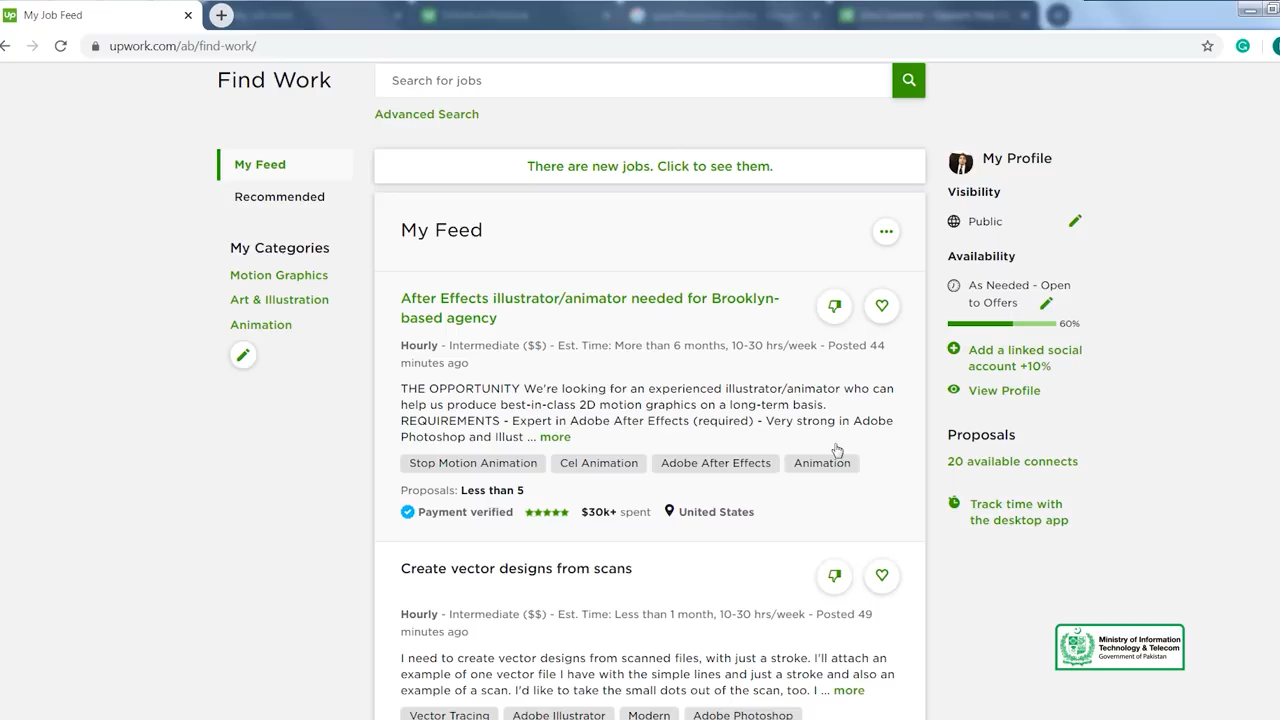 Up My Job Feed
upwork.com/ab/find-work/
Find Work
Search for jobs
Advanced Search
There are new jobs. Click to see them.
My Feed
Recommended
My Categories
Motion Graphics
Art & Illustration
Animation
My Feed
After Effects illustrator/animator needed for Brooklyn-
based agency
Hourly - Intermediate ($$) - Est. Time: More than 6 months, 10-30 hrs/week - Posted 44
minutes ago
THE OPPORTUNITY We're looking for an experienced illustrator/animator who can
help us produce best-in-class 2D motion graphics on a long-term basis.
REQUIREMENTS - Expert in Adobe After Effects (required) - Very strong in Adobe
Photoshop and Illust ... more
Stop Motion Animation Cel Animation Adobe After Effects Animation
Proposals: Less than 5
Payment verified $30k+ spent United States
Create vector designs from scans
Hourly - Intermediate ($$) - Est. Time: Less than 1 month, 10-30 hrs/week - Posted 49
minutes ago
I need to create vector designs from scanned files, with just a stroke. I'll attach an
example of one vector file I have with the simple lines and just a stroke and also an
example of a scan. I'd like to take the small dots out of the scan, too. I ... more
Vector Tracing Adobe Illustrator Modern Adobe Photoshop
My Profile
Visibility
Public
Availability
As Needed - Open
to Offers
60%
Add a linked social
account +10%
View Profile
Proposals
20 available connects
Track time with
the desktop app
Ministry of Information
Technology & Telecom
Government of Pakistan